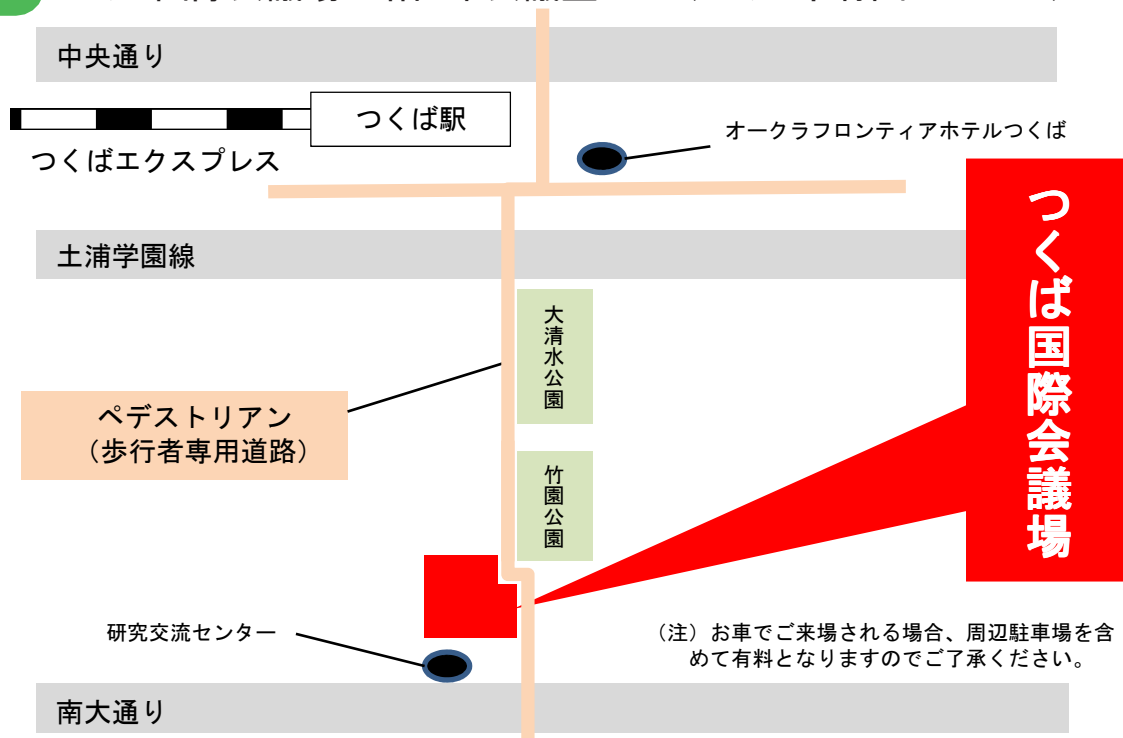 中央通り
つくば駅
つくばエクスプレス
オークラフロンティアホテルつくば
土浦学園線
つくば国際会議場
大清水公園
ペデストリアン
（歩行者専用道路）
竹園公園
研究交流センター
（注）お車でご来場される場合、周辺駐車場を含
めて有料となりますのでご了承ください。
南大通り